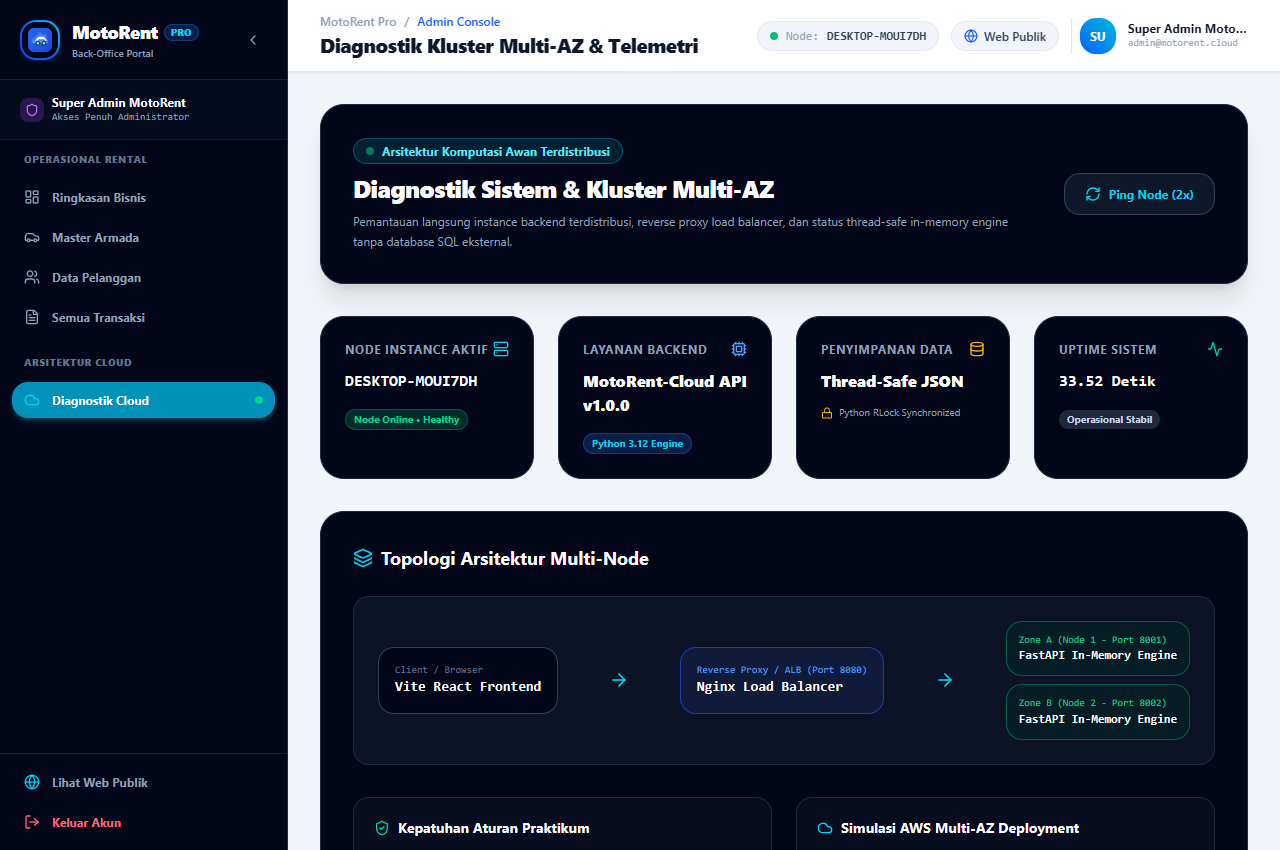 MotoRent PRO
Back-Office Portal
Super Admin MotoRent
Akses Penuh Administrator
OPERASIONAL RENTAL
Ringkasan Bisnis
Master Armada
Data Pelanggan
Semua Transaksi
ARSITEKTUR CLOUD
Diagnostik Cloud
Lihat Web Publik
Keluar Akun
MotoRent Pro / Admin Console
Diagnostik Kluster Multi-AZ & Telemetri
Node: DESKTOP-MOUI7DH
Web Publik
SU
Super Admin Moto...
admin@motorent.cloud
Arsitektur Komputasi Awan Terdistribusi
Diagnostik Sistem & Kluster Multi-AZ
Pemantauan langsung instance backend terdistribusi, reverse proxy load balancer, dan status thread-safe in-memory engine
tanpa database SQL eksternal.
Ping Node (2x)
NODE INSTANCE AKTIF
DESKTOP-MOUI7DH
Node Online • Healthy
LAYANAN BACKEND
MotoRent-Cloud API
v1.0.0
Python 3.12 Engine
PENYIMPANAN DATA
Thread-Safe JSON
Python RLock Synchronized
UPTIME SISTEM
33.52 Detik
Operasional Stabil
Topologi Arsitektur Multi-Node
Client / Browser
Vite React Frontend
Reverse Proxy / ALB (Port 8080)
Nginx Load Balancer
Zone A (Node 1 - Port 8001)
FastAPI In-Memory Engine
Zone B (Node 2 - Port 8002)
FastAPI In-Memory Engine
Kepatuhan Aturan Praktikum
Simulasi AWS Multi-AZ Deployment